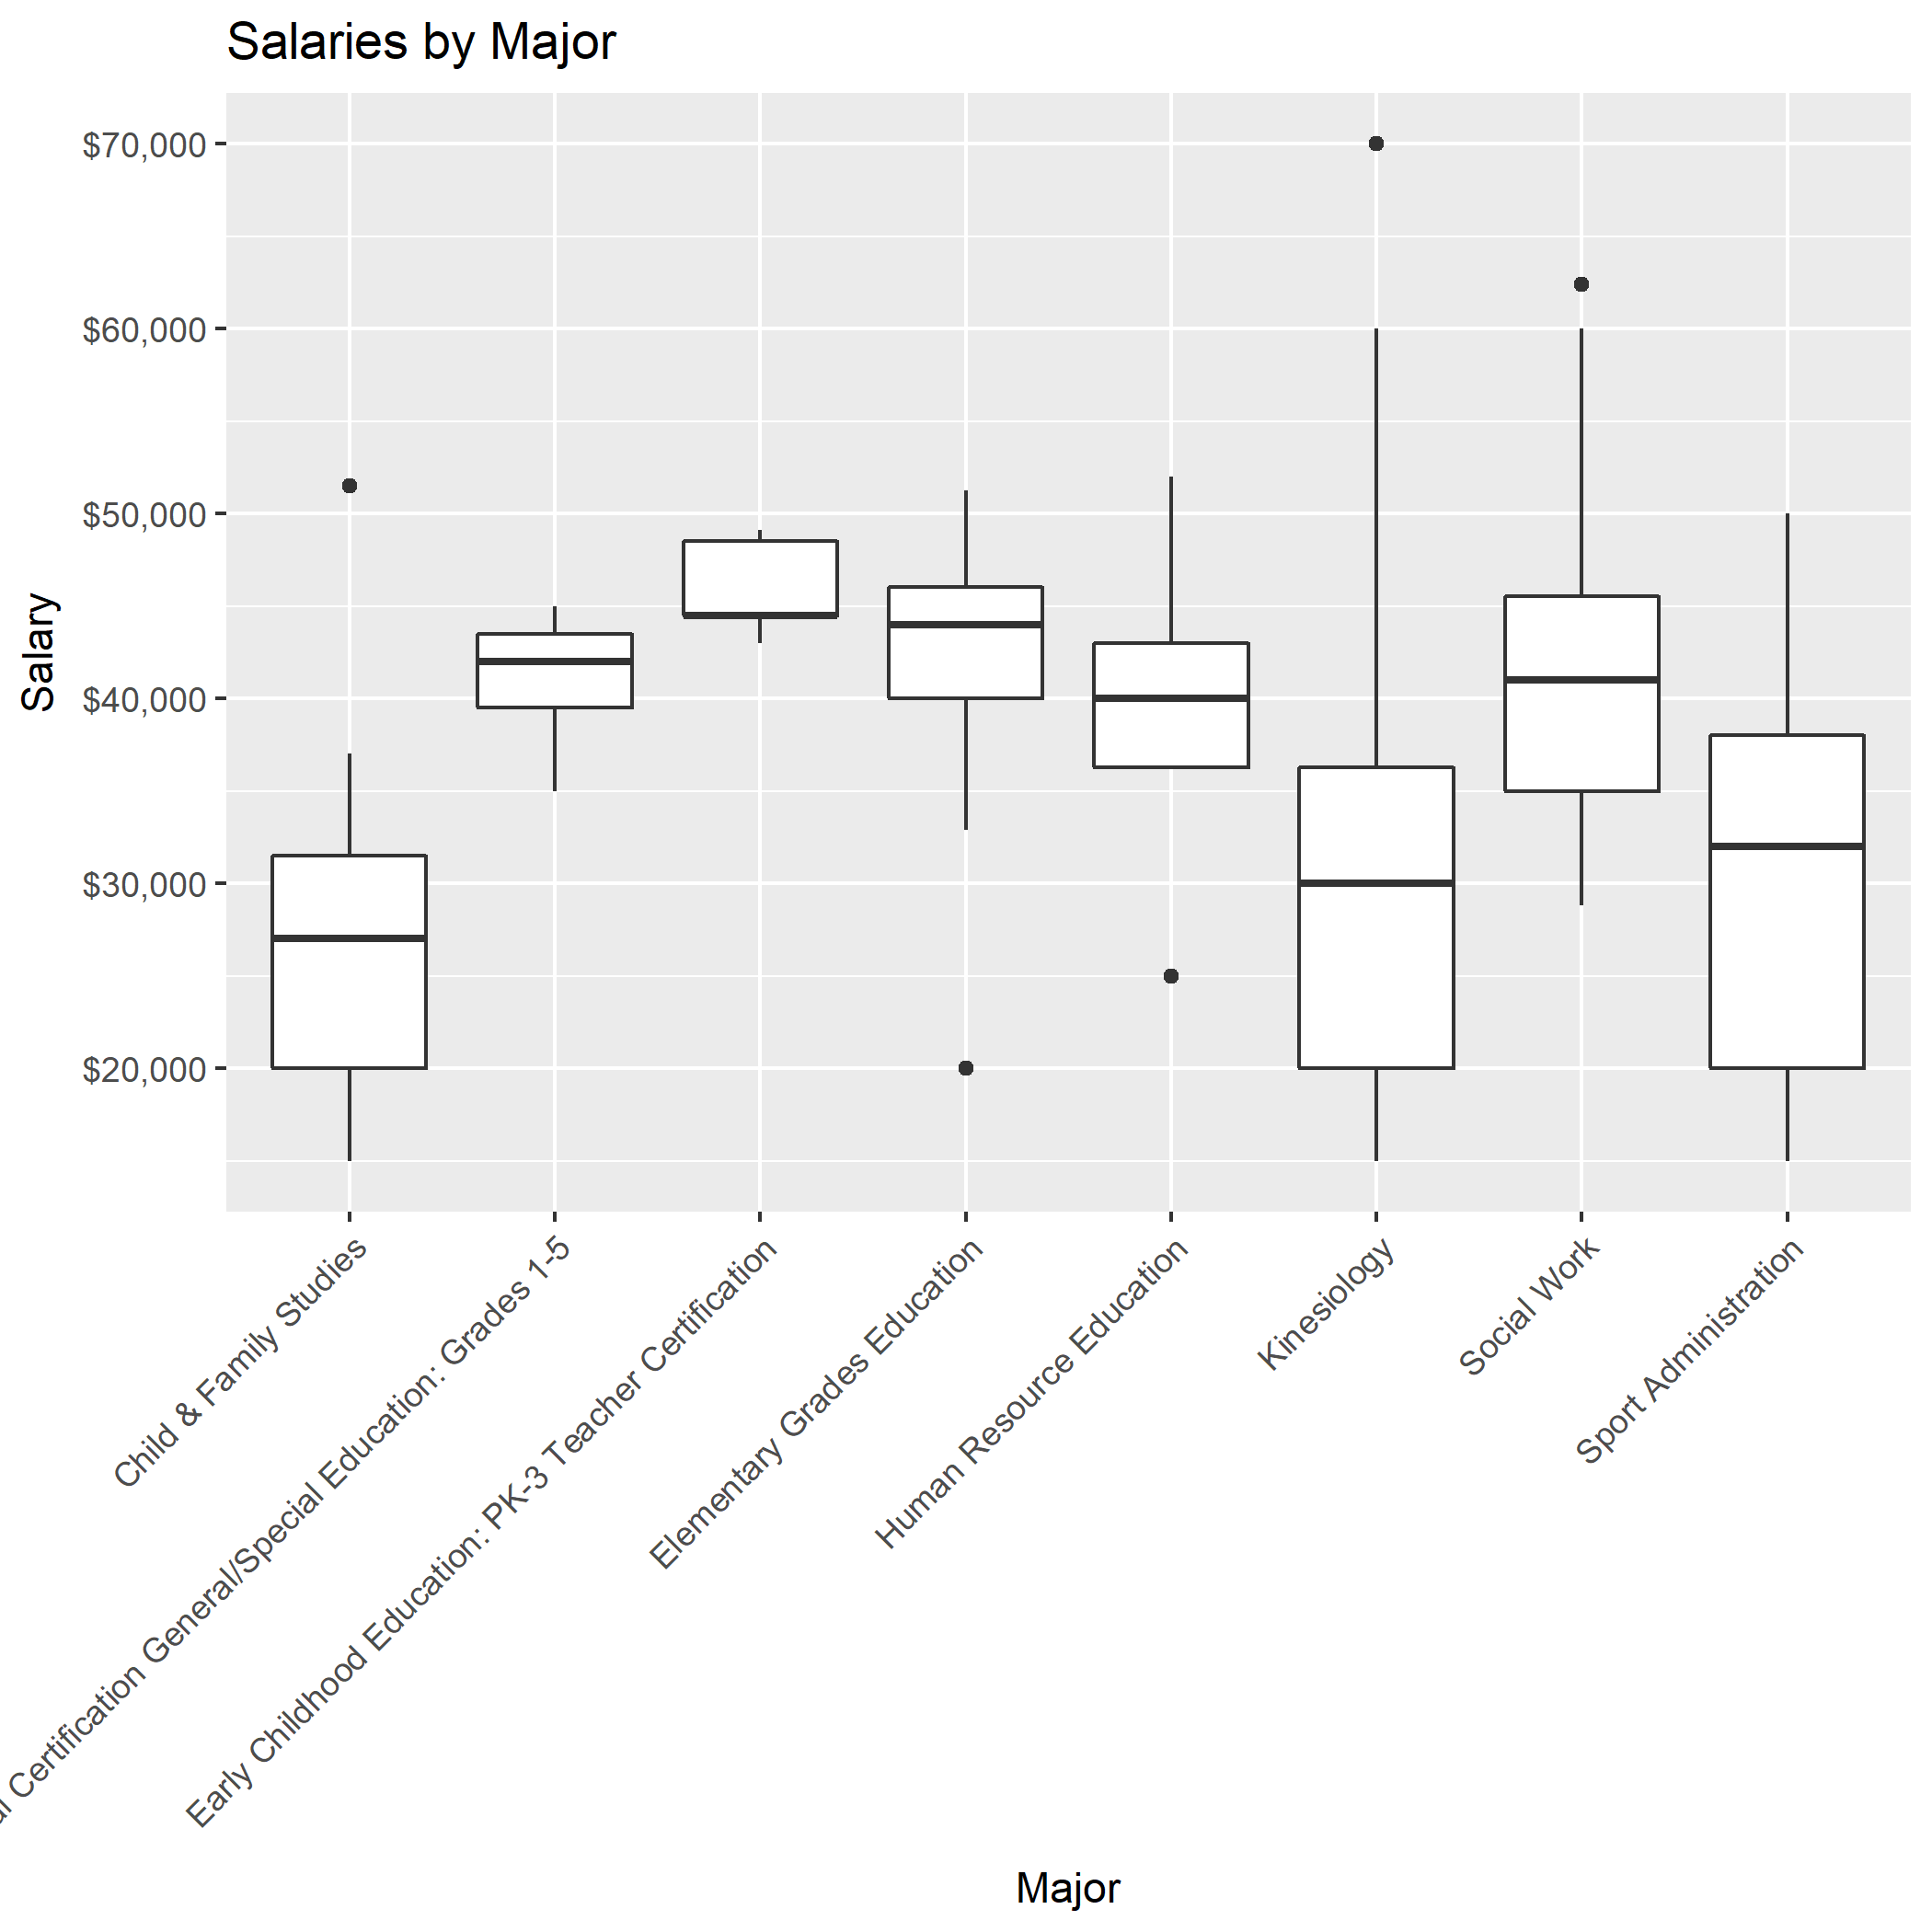 Salaries by Major
Salary
$70,000
$60,000
$50,000
$40,000
$30,000
$20,000
Child & Family Studies
Certification General/Special Education: Grades 1-5
Early Childhood Education: PK-3 Teacher Certification
Elementary Grades Education
Human Resource Education
Kinesiology
Social Work
Sport Administration
Major